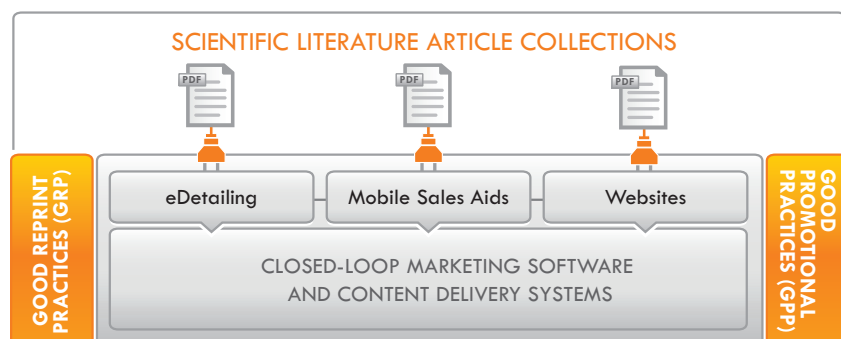 SCIENTIFIC LITERATURE ARTICLE COLLECTIONS
PDF
PDF
PDF
GOOD REPRINT
PRACTICES (GRP)
eDetailing
Mobile Sales Aids
Websites
CLOSED-LOOP MARKETING SOFTWARE
AND CONTENT DELIVERY SYSTEMS
GOOD
PROMOTIONAL
PRACTICES (GPP)